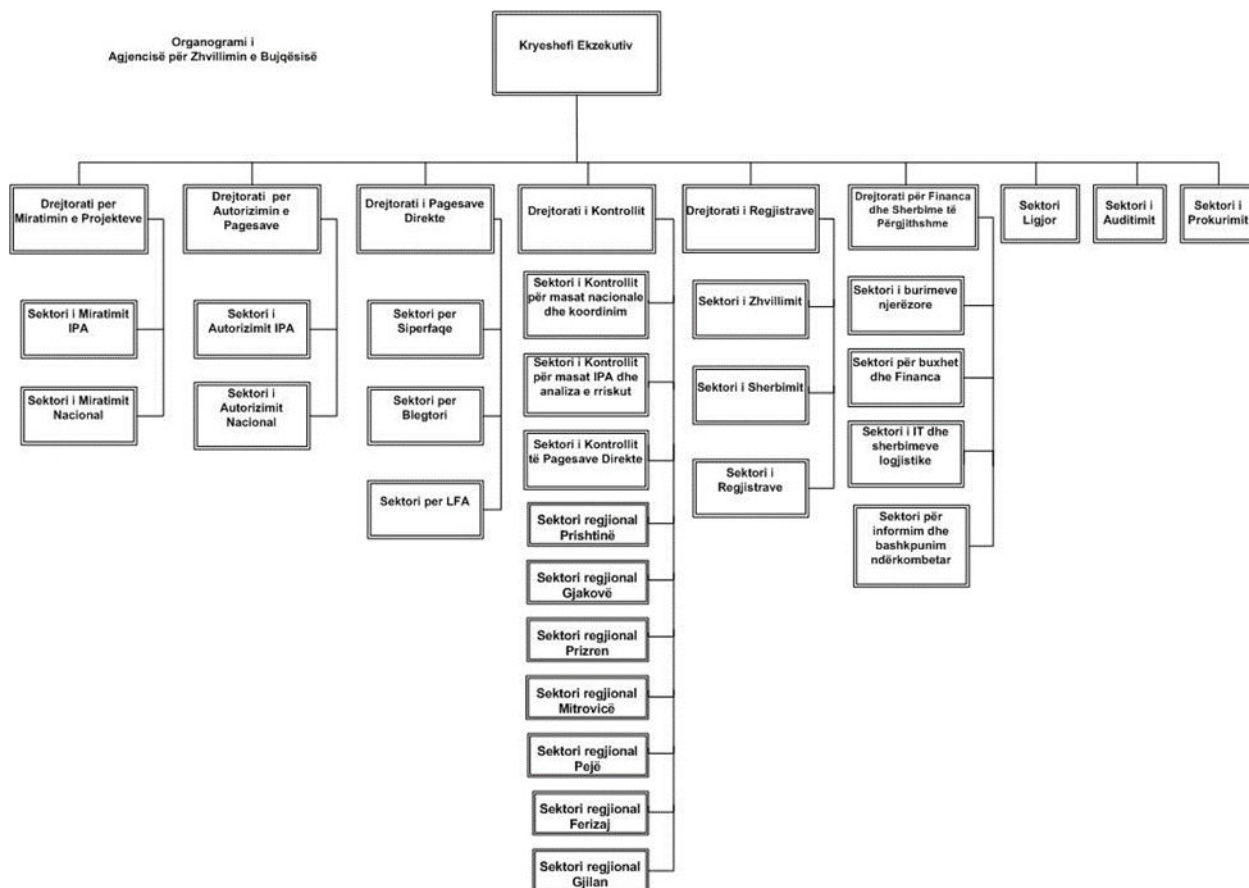 Organogrami i
Agjencisë për Zhvillimin e Bujqësisë
Kryeshefi Ekzekutiv
Drejtorati per
Miratimin e Projekteve
Sektori i Miratimit
IPA
Sektori i Miratimit
Nacional
Drejtorati per
Autorizimin e
Pagesave
Sektori i
Autorizimit IPA
Sektori i
Autorizimit
Nacional
Drejtorati i Pagesave
Direkte
Sektori per
Siperfaqe
Sektori per
Blegtori
Sektori per LFA
Drejtorati i Kontrollit
Sektori i Kontrollit
për masat nacionale
dhe koordinim
Sektori i Kontrollit
për masat IPA dhe
analiza e rriskut
Sektori i Kontrollit
të Pagesave Direkte
Sektori regjional
Prishtinë
Sektori regjional
Gjakovë
Sektori regjional
Prizren
Sektori regjional
Mitrovicë
Sektori regjional
Pejë
Sektori regjional
Ferizaj
Sektori regjional
Gjilan
Drejtorati i Regjistrave
Sektori i Zhvillimit
Sektori i Sherbimit
Sektori i
Regjistrave
Drejtorati për Financa
dhe Sherbime të
Përgjithshme
Sektori i burimeve
njerëzore
Sektori për buxhet
dhe Financa
Sektori i IT dhe
sherbimeve
logjistike
Sektori për
informim dhe
bashkpunim
ndërkombetar
Sektori
Ligjor
Sektori i
Auditimit
Sektori i
Prokurimit